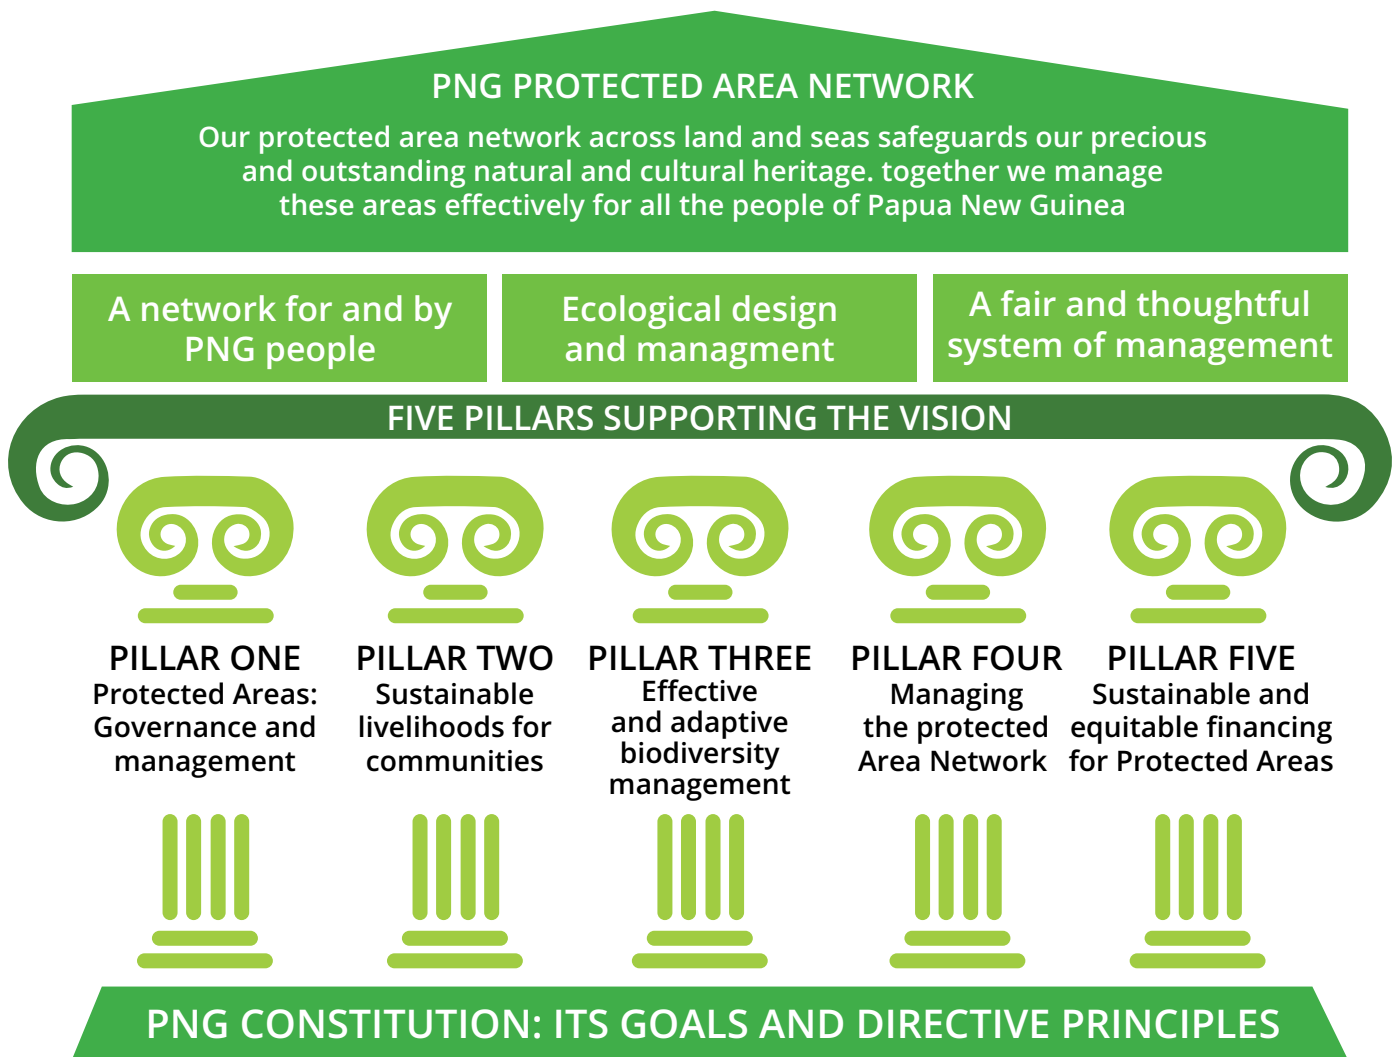 PNG PROTECTED AREA NETWORK
Our protected area network across land and seas safeguards our precious
and outstanding natural and cultural heritage. together we manage
these areas effectively for all the people of Papua New Guinea
A network for and by
PNG people
Ecological design
and managment
A fair and thoughtful
system of management
FIVE PILLARS SUPPORTING THE VISION
PILLAR ONE
Protected Areas:
Governance and
management
PILLAR TWO
Sustainable
livelihoods for
communities
PILLAR THREE
Effective
and adaptive
biodiversity
management
PILLAR FOUR
Managing
the protected
Area Network
PILLAR FIVE
Sustainable and
equitable financing
for Protected Areas
PNG CONSTITUTION: ITS GOALS AND DIRECTIVE PRINCIPLES